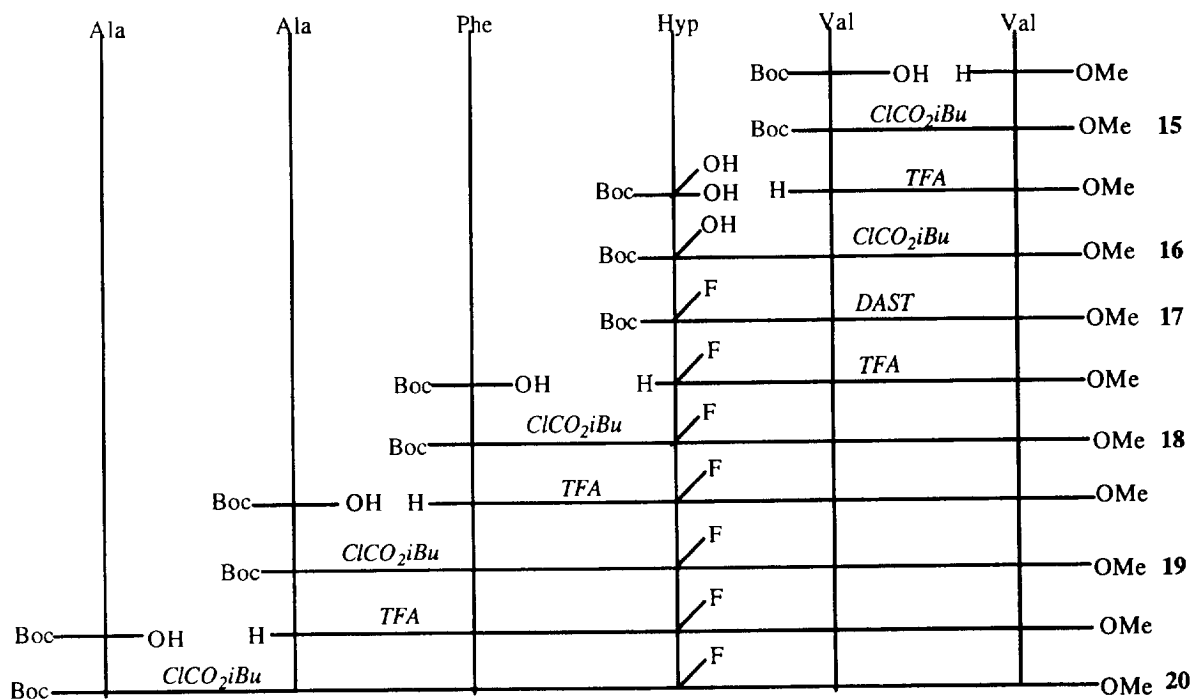 Ala Ala Phe Hyp Val Val
Boc OH H OMe
Boc ClCO2iBu OMe 15
OH
Boc OH H TFA OMe
OH
Boc ClCO2iBu OMe 16
F
Boc DAST OMe 17
F
Boc OH H TFA OMe
F
Boc ClCO2iBu OMe 18
F
Boc OH H TFA OMe
F
Boc ClCO2iBu OMe 19
F
Boc OH H TFA OMe
F
Boc ClCO2iBu OMe 20